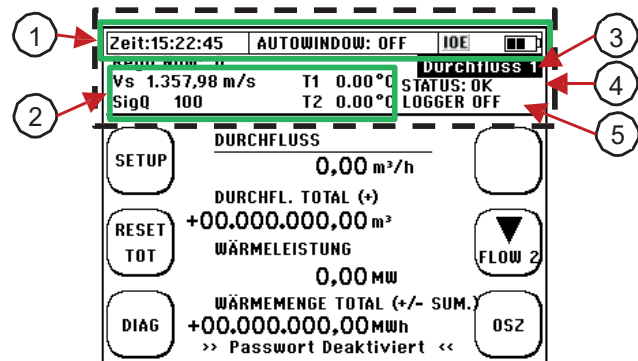 1
Zeit:15:22:45 AUTOWINDOW: OFF IOE
3
Durchfluss 1
Vs 1.357,98 m/s T1 0.00°C STATUS: OK
4
2
SigQ 100 T2 0.00°C LOGGER OFF
5
DURCHFLUSS
SETUP
0,00 m³/h
DURCHFL. TOTAL (+)
RESET TOT
+00.000.000,00 m³
WÄRMELEISTUNG
FLOW 2
0,00 MW
WÄRMEMENGE TOTAL (+/- SUM.)
DIAG
+00.000.000,00 MWh
OSZ
>> Passwort Deaktiviert <<